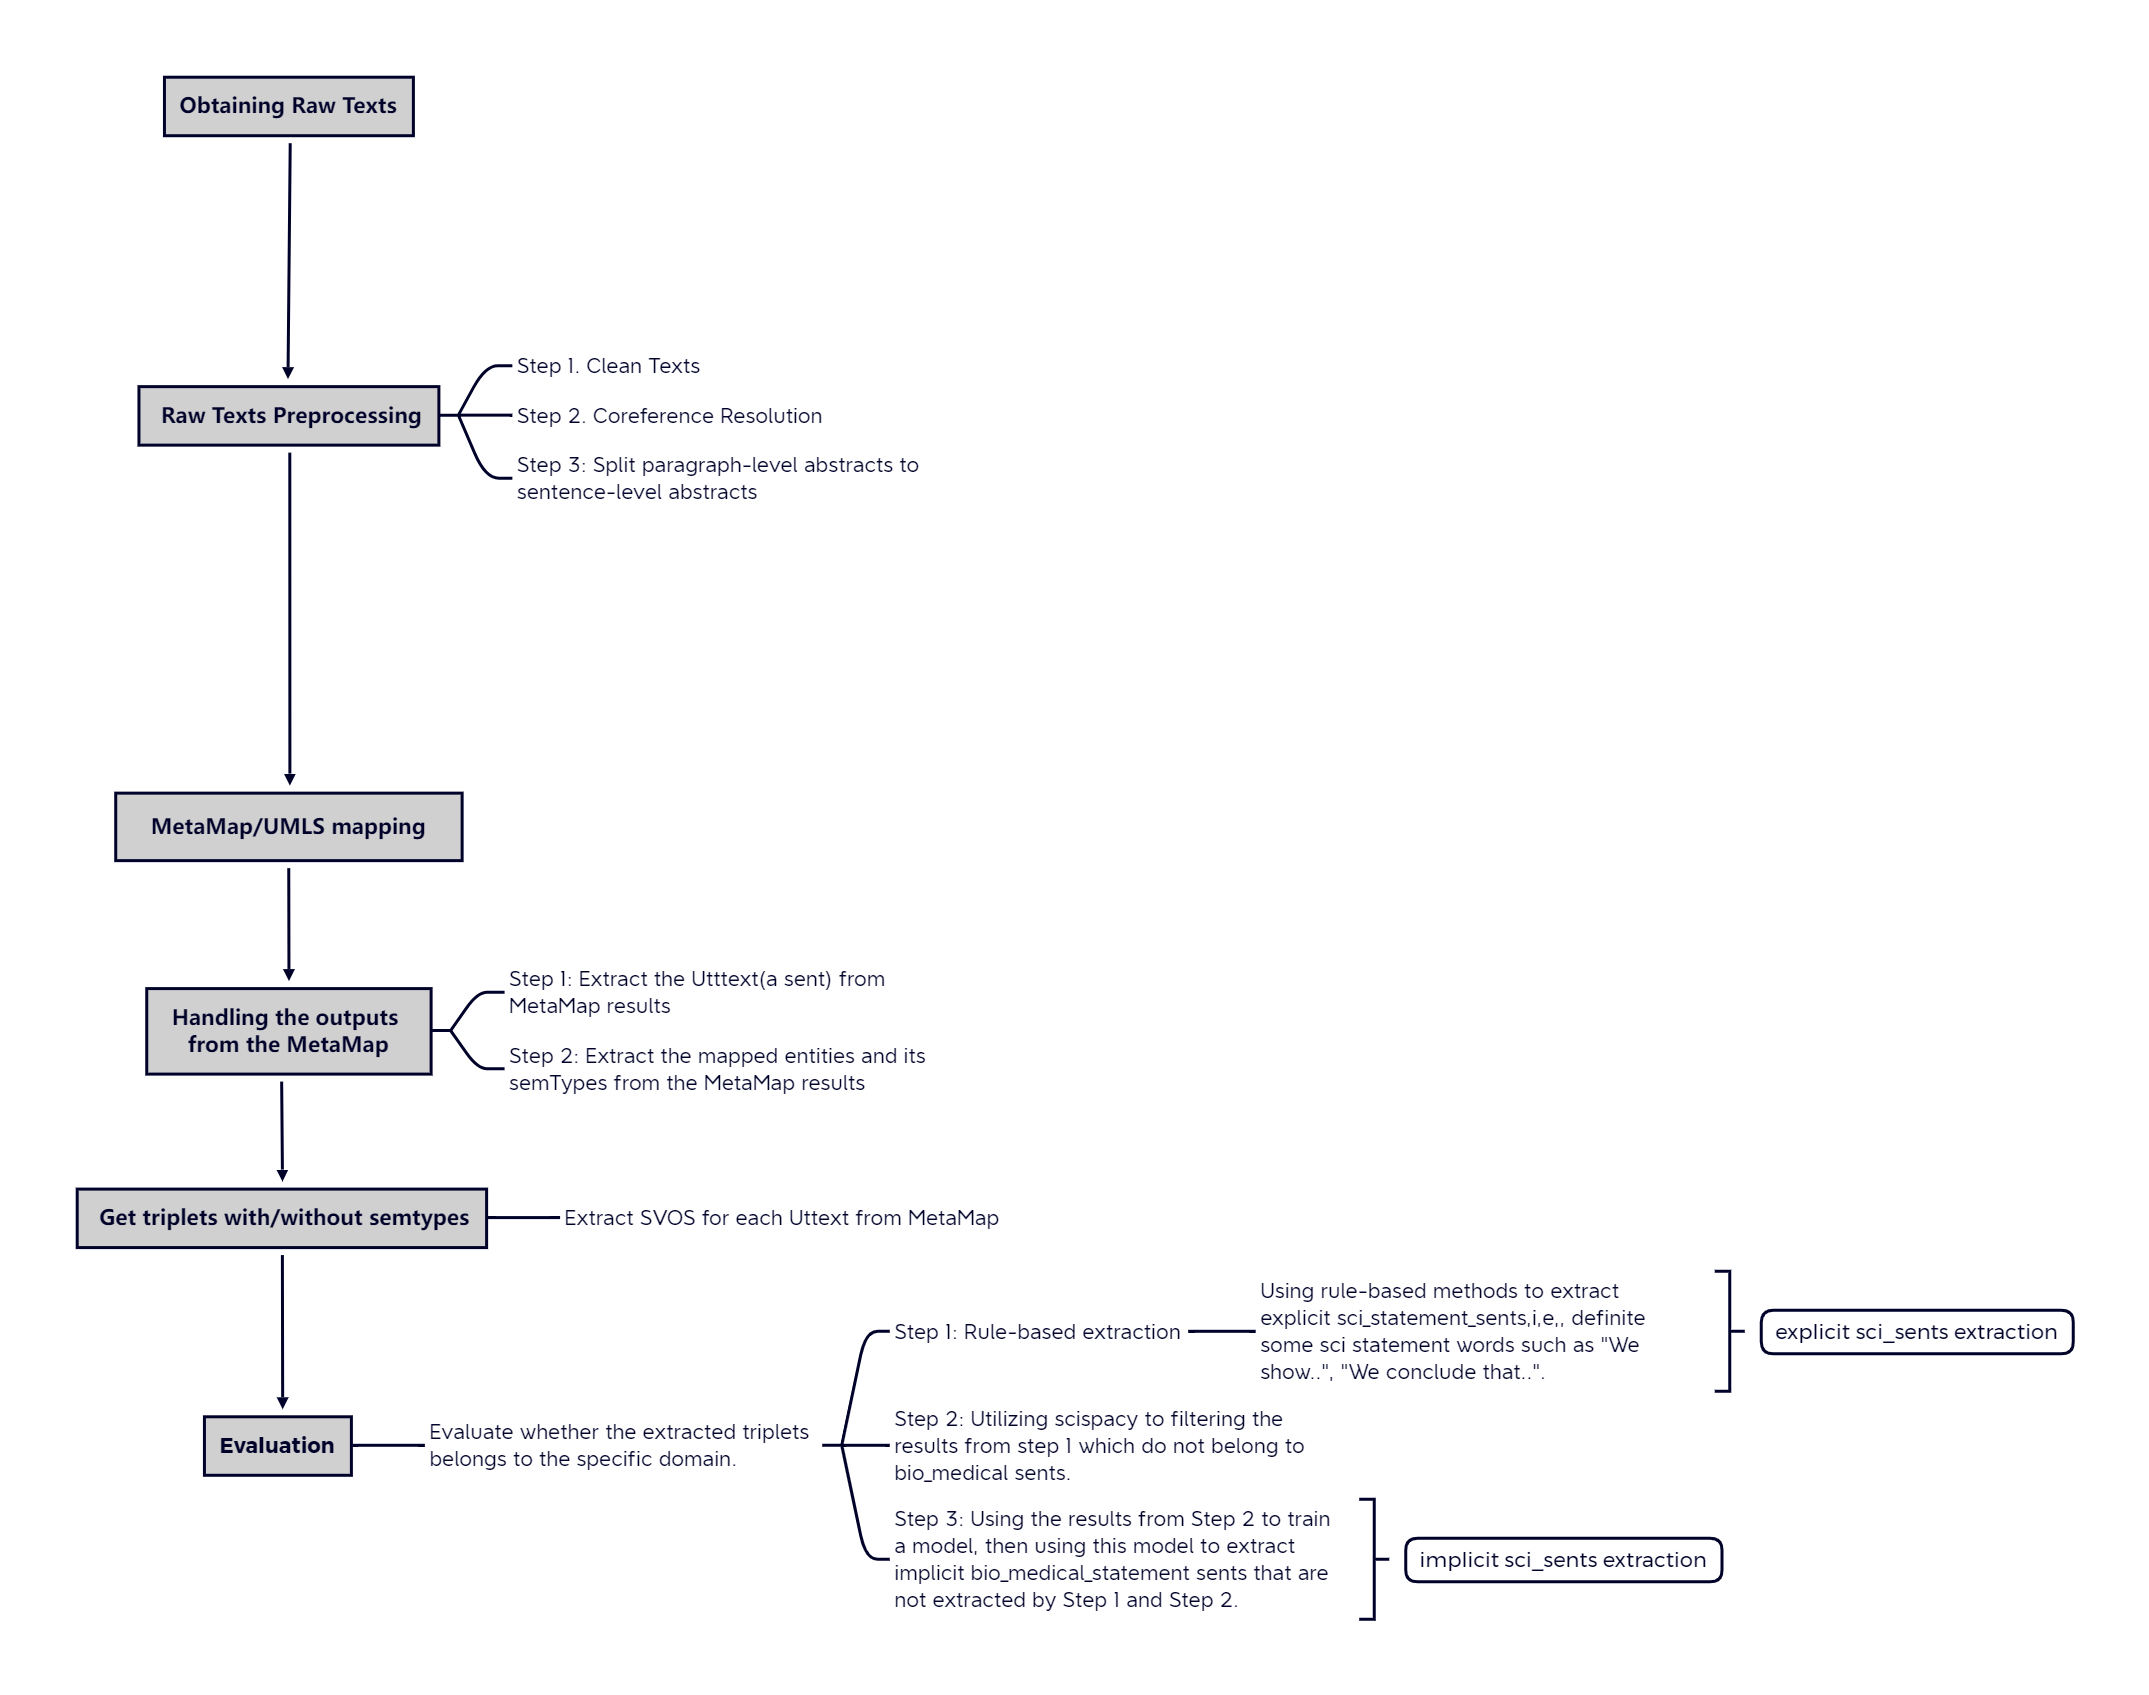 Obtaining Raw Texts
Step 1. Clean Texts
Raw Texts Preprocessing
Step 2. Coreference Resolution
Step 3: Split paragraph-level abstracts to
sentence-level abstracts
MetaMap/UMLS mapping
Handling the outputs
from the MetaMap
Step 1: Extract the Utttext(a sent) from
MetaMap results
Step 2: Extract the mapped entities and its
semTypes from the MetaMap results
Get triplets with/without semtypes
Extract SVOS for each Uttext from MetaMap
Evaluation
Evaluate whether the extracted triplets
belongs to the specific domain.
Step 1: Rule-based extraction
Using rule-based methods to extract
explicit sci_statement_sents,i,e,, definite
some sci statement words such as "We
show..", "We conclude that..".
explicit sci_sents extraction
Step 2: Utilizing scispacy to filtering the
results from step 1 which do not belong to
bio_medical sents.
Step 3: Using the results from Step 2 to train
a model, then using this model to extract
implicit bio_medical_statement sents that are
not extracted by Step 1 and Step 2.
implicit sci_sents extraction